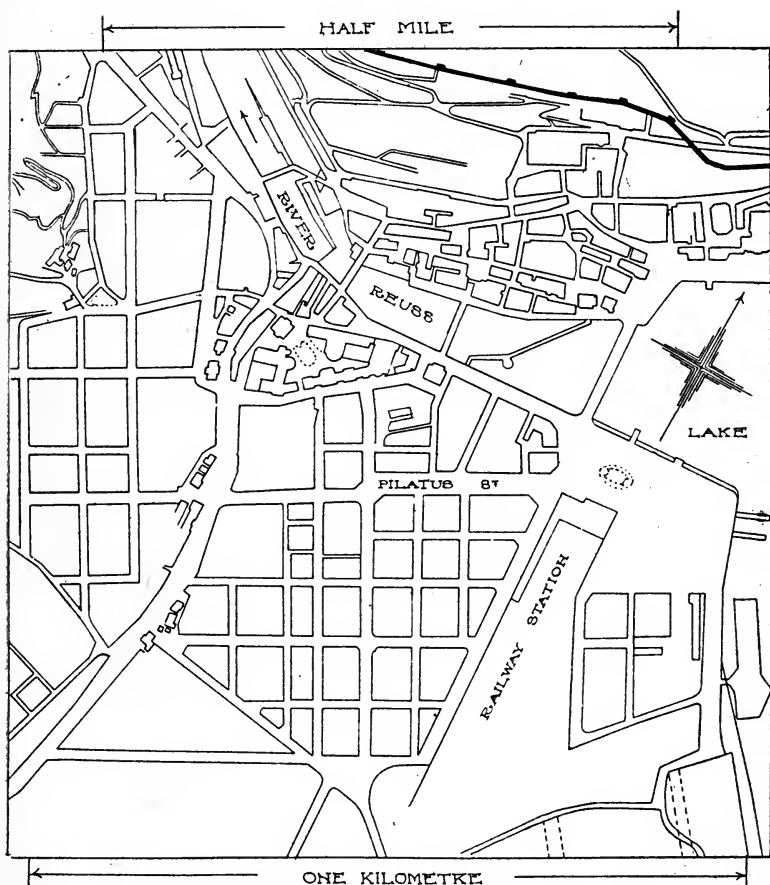 HALF MILE
RIVER
REUSS
LAKE
PILATUS ST
RAILWAY STATION
ONE KILOMETRE